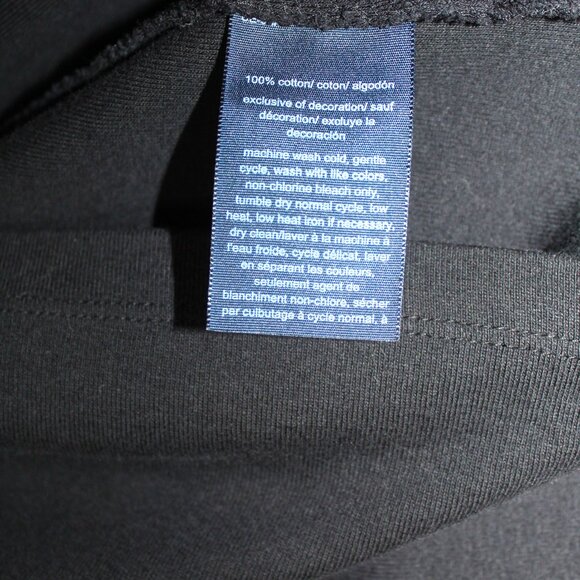 100% cotton/ coton/ algodón
exclusive of decoration/ sauf
décoration/ excluye la
decoración
machine wash cold, gentle
cycle, wash with like colors,
non-chlorine bleach only,
tumble dry normal cycle, low
heat, low heat iron if necessary,
dry clean/laver à la machine à
l'eau froide, cycle délicat, laver
en séparant les couleurs,
seulement agent de
blanchiment non-chlore, sécher
par culbutage à cycle normal, à